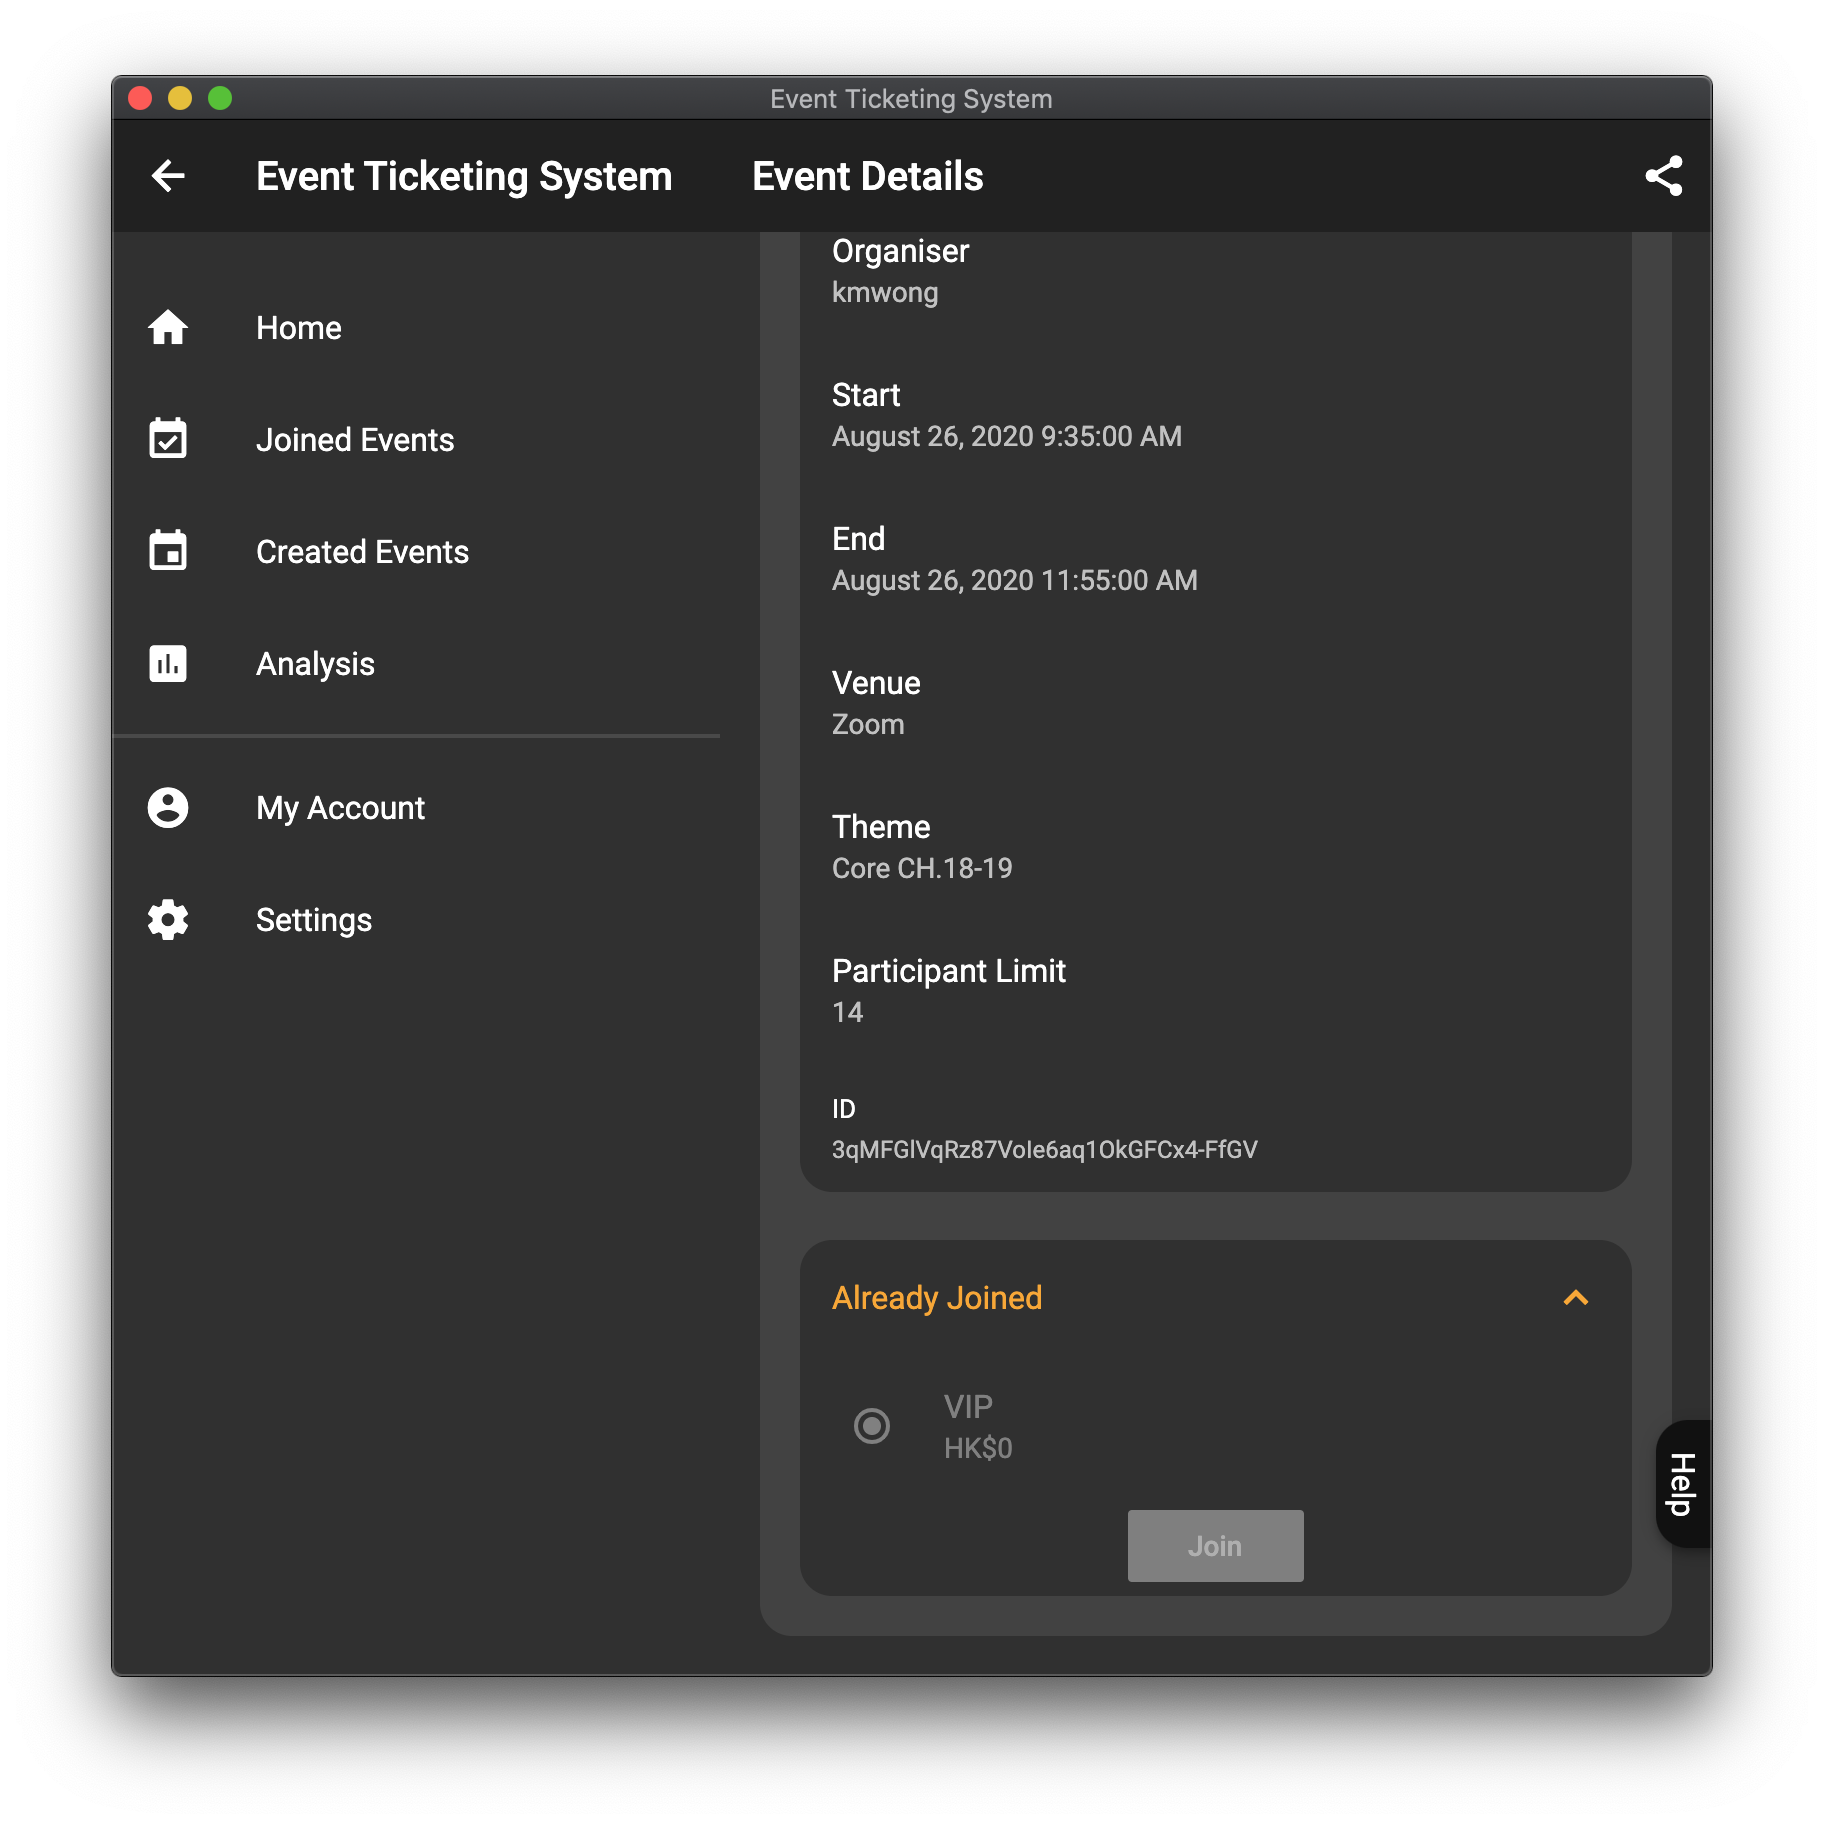 Event Ticketing System
Event Ticketing System
Event Details
Home
Joined Events
Created Events
Analysis
My Account
Settings
Organiser
kmwong
Start
August 26, 2020 9:35:00 AM
End
August 26, 2020 11:55:00 AM
Venue
Zoom
Theme
Core CH.18-19
Participant Limit
14
ID
3qMFGlVqRz87VoIe6aq1OkGFCx4-FfGV
Already Joined
VIP
HK$0
Join
Help